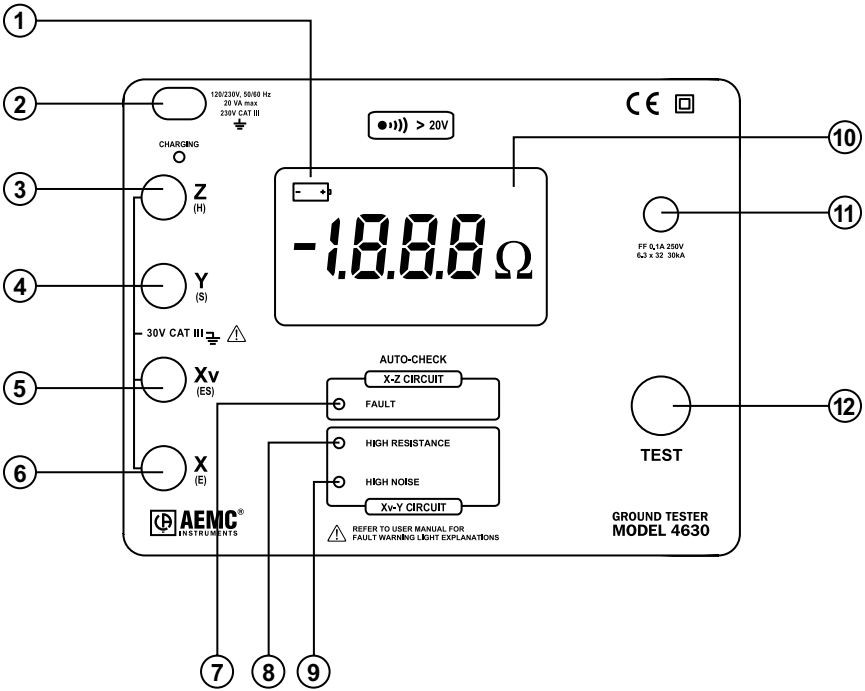 1
2
120/230V, 50/60 Hz
20 VA max
230V CAT III
> 20V
CE
CHARGING
10
3
Z
(H)
-1.8.8.8 Ω
11
FF 0.1A 250V
6.3 x 32 30kA
4
Y
(S)
30V CAT III
AUTO-CHECK
X-Z CIRCUIT
5
Xv
(ES)
7
FAULT
12
TEST
8
HIGH RESISTANCE
6
X
(E)
9
HIGH NOISE
Xv-Y CIRCUIT
AEMC®
INSTRUMENTS
REFER TO USER MANUAL FOR
FAULT WARNING LIGHT EXPLANATIONS
GROUND TESTER
MODEL 4630